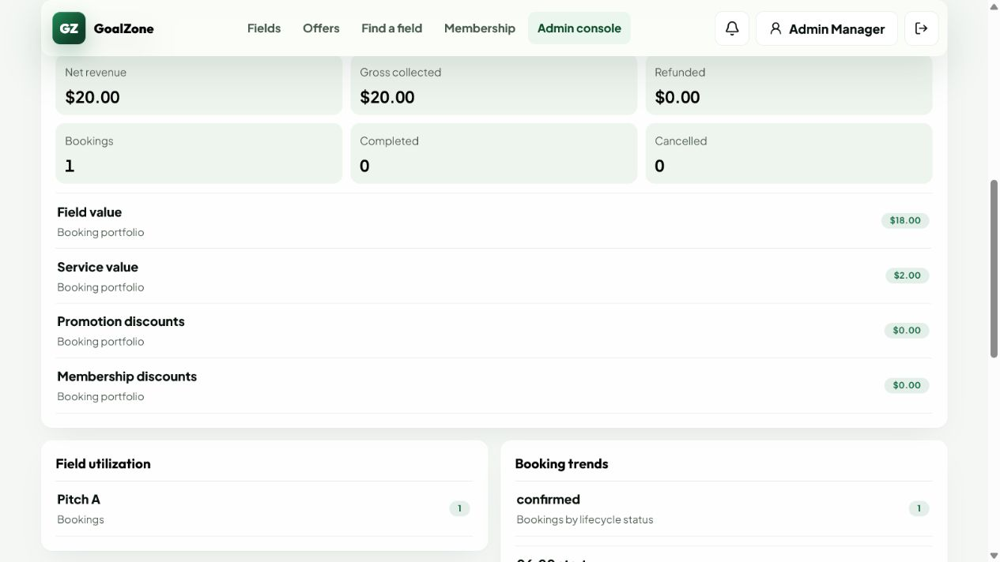 GZ GoalZone Fields Offers Find a field Membership Admin console Admin Manager
Net revenue Gross collected Refunded
$20.00 $20.00 $0.00
Bookings Completed Cancelled
1 0 0
Field value
Booking portfolio
$18.00
Service value
Booking portfolio
$2.00
Promotion discounts
Booking portfolio
$0.00
Membership discounts
Booking portfolio
$0.00
Field utilization
Pitch A
Bookings
1
Booking trends
confirmed
Bookings by lifecycle status
1